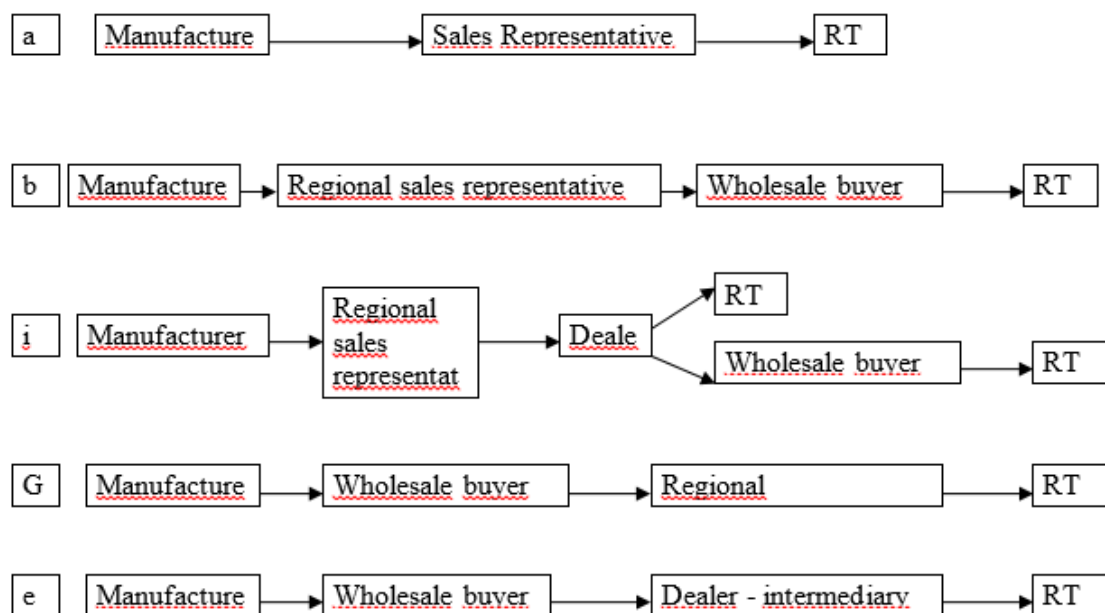 a Manufacture Sales Representative RT
b Manufacture Regional sales representative Wholesale buyer RT
RT
Regional
i Manufacturer sales Deale
representat
Wholesale buyer RT
G Manufacture Wholesale buyer Regional RT
e Manufacture Wholesale buyer Dealer - intermediary RT